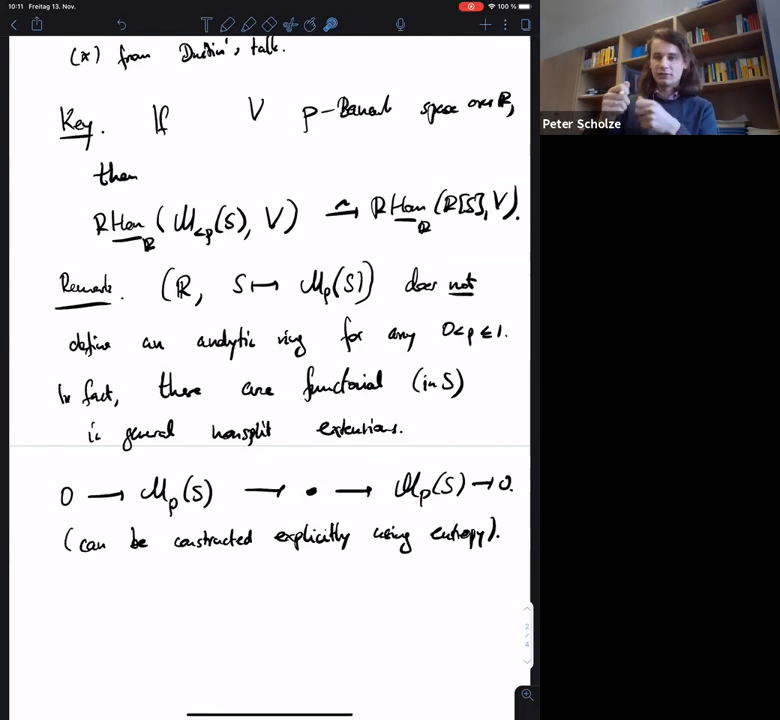 10:11 Freitag 13. Nov.
100 %
(*) from Dustin's talk.
Peter Scholze
Key. If V p-Banach space over ℝ,
then
RHom_ℝ (ℳ_{<p}(S), V) ⥲ RHom_ℝ (ℝ[S], V).
Remark. (ℝ, S ↦ ℳ_p(S)) does not
define an analytic ring for any 0<p≤1.
In fact, there are functorial (in S)
in general nonsplit extensions.
0 → ℳ_p(S) → • → ℳ_p(S) → 0.
(can be constructed explicitly using entropy).
2
/
4